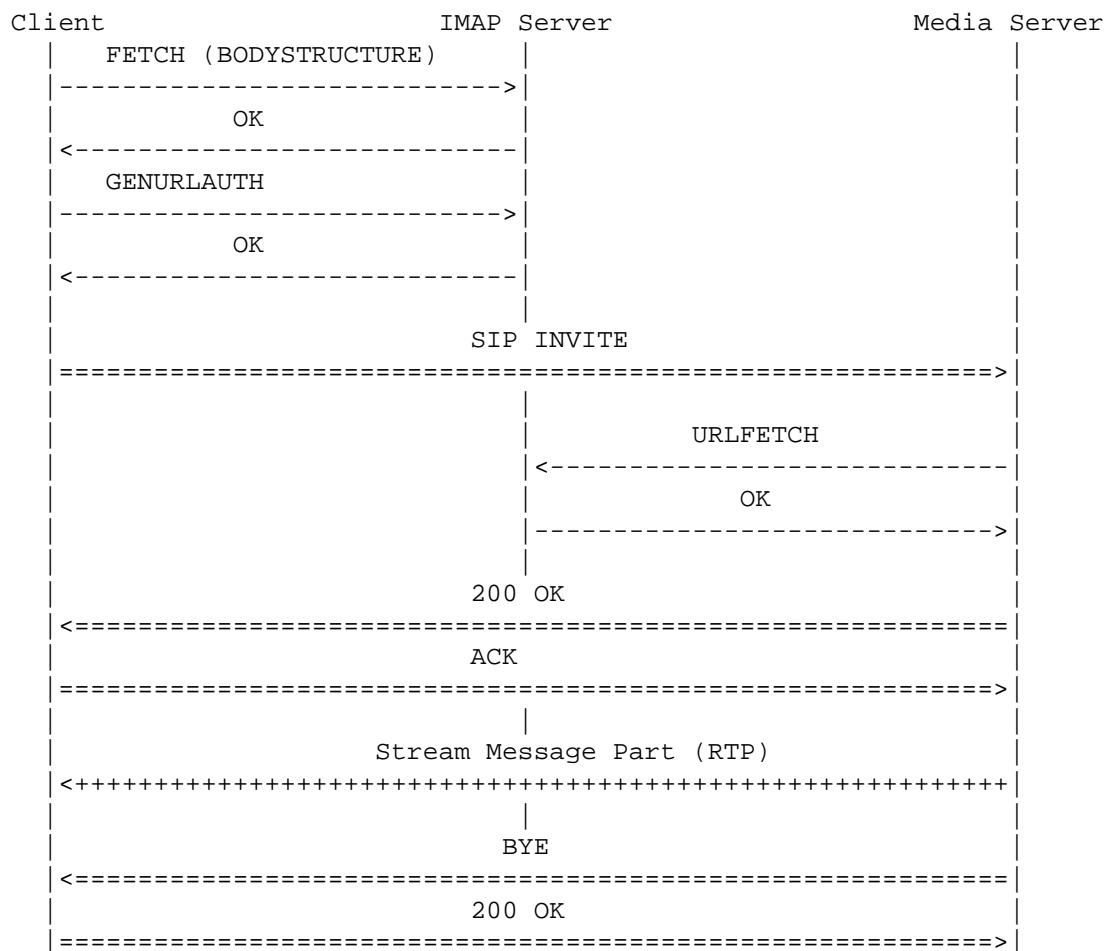 Client IMAP Server Media Server
FETCH (BODYSTRUCTURE)
OK
GENURLAUTH
OK
SIP INVITE
URLFETCH
OK
200 OK
ACK
Stream Message Part (RTP)
BYE
200 OK